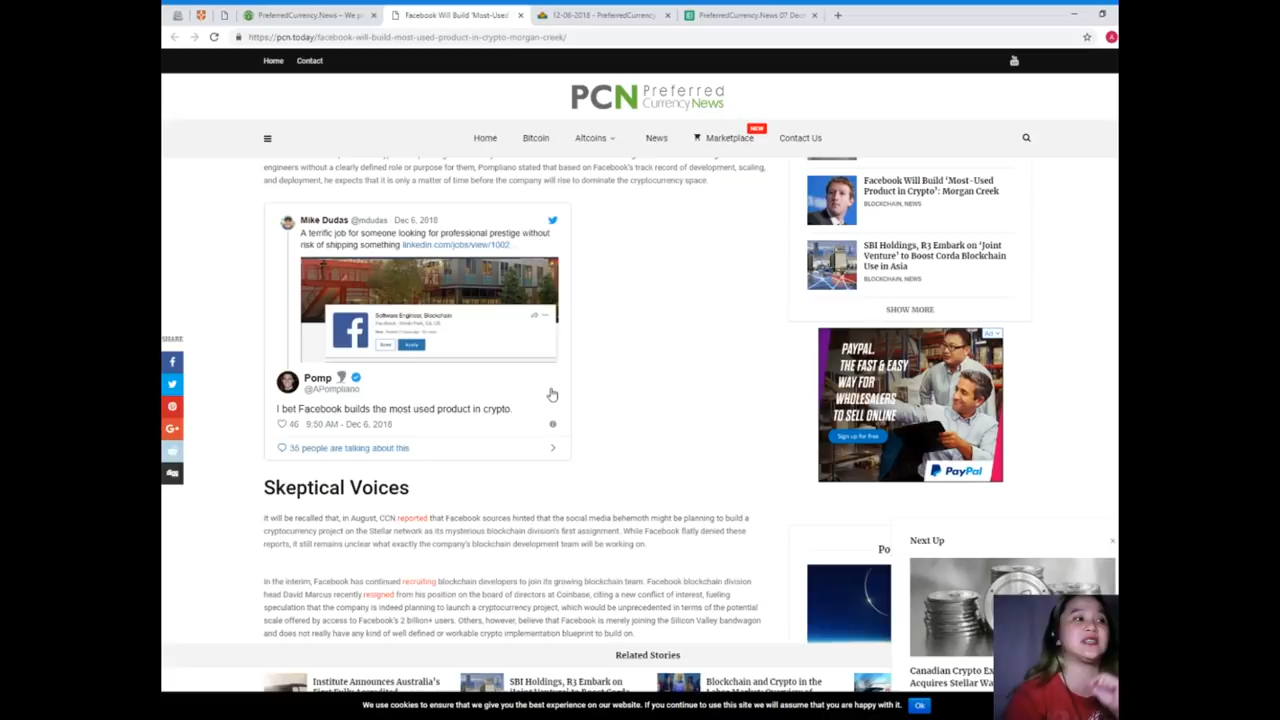 PreferredCurrency.News – We p
Facebook Will Build 'Most-Used
12-06-2018 - PreferredCurrency
PreferredCurrency.News 07 Dec
https://pcn.today/facebook-will-build-most-used-product-in-crypto-morgan-creek/
Home Contact
PCN Preferred
Currency News
NEW
Home Bitcoin Altcoins News Marketplace Contact Us
engineers without a clearly defined role or purpose for them, Pompliano stated that based on Facebook's track record of development, scaling,
and deployment, he expects that it is only a matter of time before the company will rise to dominate the cryptocurrency space.
Mike Dudas @mdudas Dec 6, 2018
A terrific job for someone looking for professional prestige without
risk of shipping something linkedin.com/jobs/view/1002...
Software Engineer, Blockchain
Save Apply
Pomp
@APompliano
I bet Facebook builds the most used product in crypto.
46 9:50 AM - Dec 6, 2018
35 people are talking about this
SHARE
Skeptical Voices
It will be recalled that, in August, CCN reported that Facebook sources hinted that the social media behemoth might be planning to build a
cryptocurrency project on the Stellar network as its mysterious blockchain division's first assignment. While Facebook flatly denied these
reports, it still remains unclear what exactly the company's blockchain development team will be working on.
In the interim, Facebook has continued recruiting blockchain developers to join its growing blockchain team. Facebook blockchain division
head David Marcus recently resigned from his position on the board of directors at Coinbase, citing a new conflict of interest, fueling
speculation that the company is indeed planning to launch a cryptocurrency project, which would be unprecedented in terms of the potential
scale offered by access to Facebook's 2 billion+ users. Others, however, believe that Facebook is merely joining the Silicon Valley bandwagon
and does not really have any kind of well defined or workable crypto implementation blueprint to build on.
Facebook Will Build 'Most-Used
Product in Crypto': Morgan Creek
BLOCKCHAIN, NEWS
SBI Holdings, R3 Embark on 'Joint
Venture' to Boost Corda Blockchain
Use in Asia
BLOCKCHAIN, NEWS
SHOW MORE
Ad
PAYPAL.
THE FAST & EASY
WAY FOR
WHOLESALERS
TO SELL ONLINE
Sign up for free
PayPal
Po
Next Up
Canadian Crypto Ex
Acquires Stellar Wa
Related Stories
Institute Announces Australia's
SBI Holdings, R3 Embark on
Blockchain and Crypto in the
We use cookies to ensure that we give you the best experience on our website. If you continue to use this site we will assume that you are happy with it. Ok